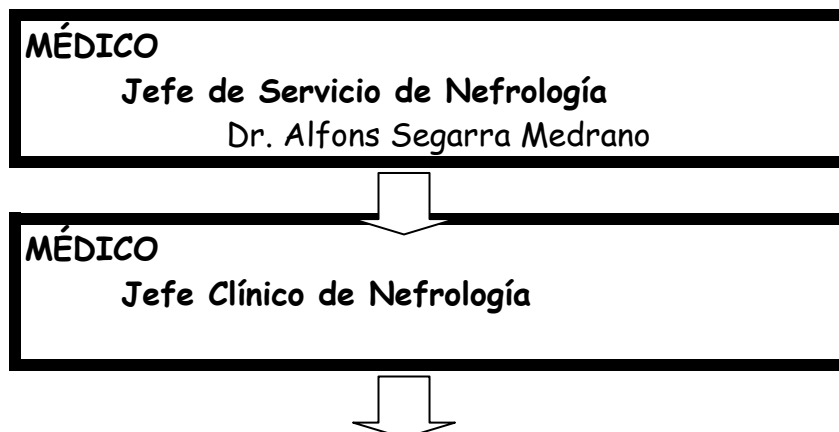 MÉDICO
Jefe de Servicio de Nefrología
Dr. Alfons Segarra Medrano
MÉDICO
Jefe Clínico de Nefrología